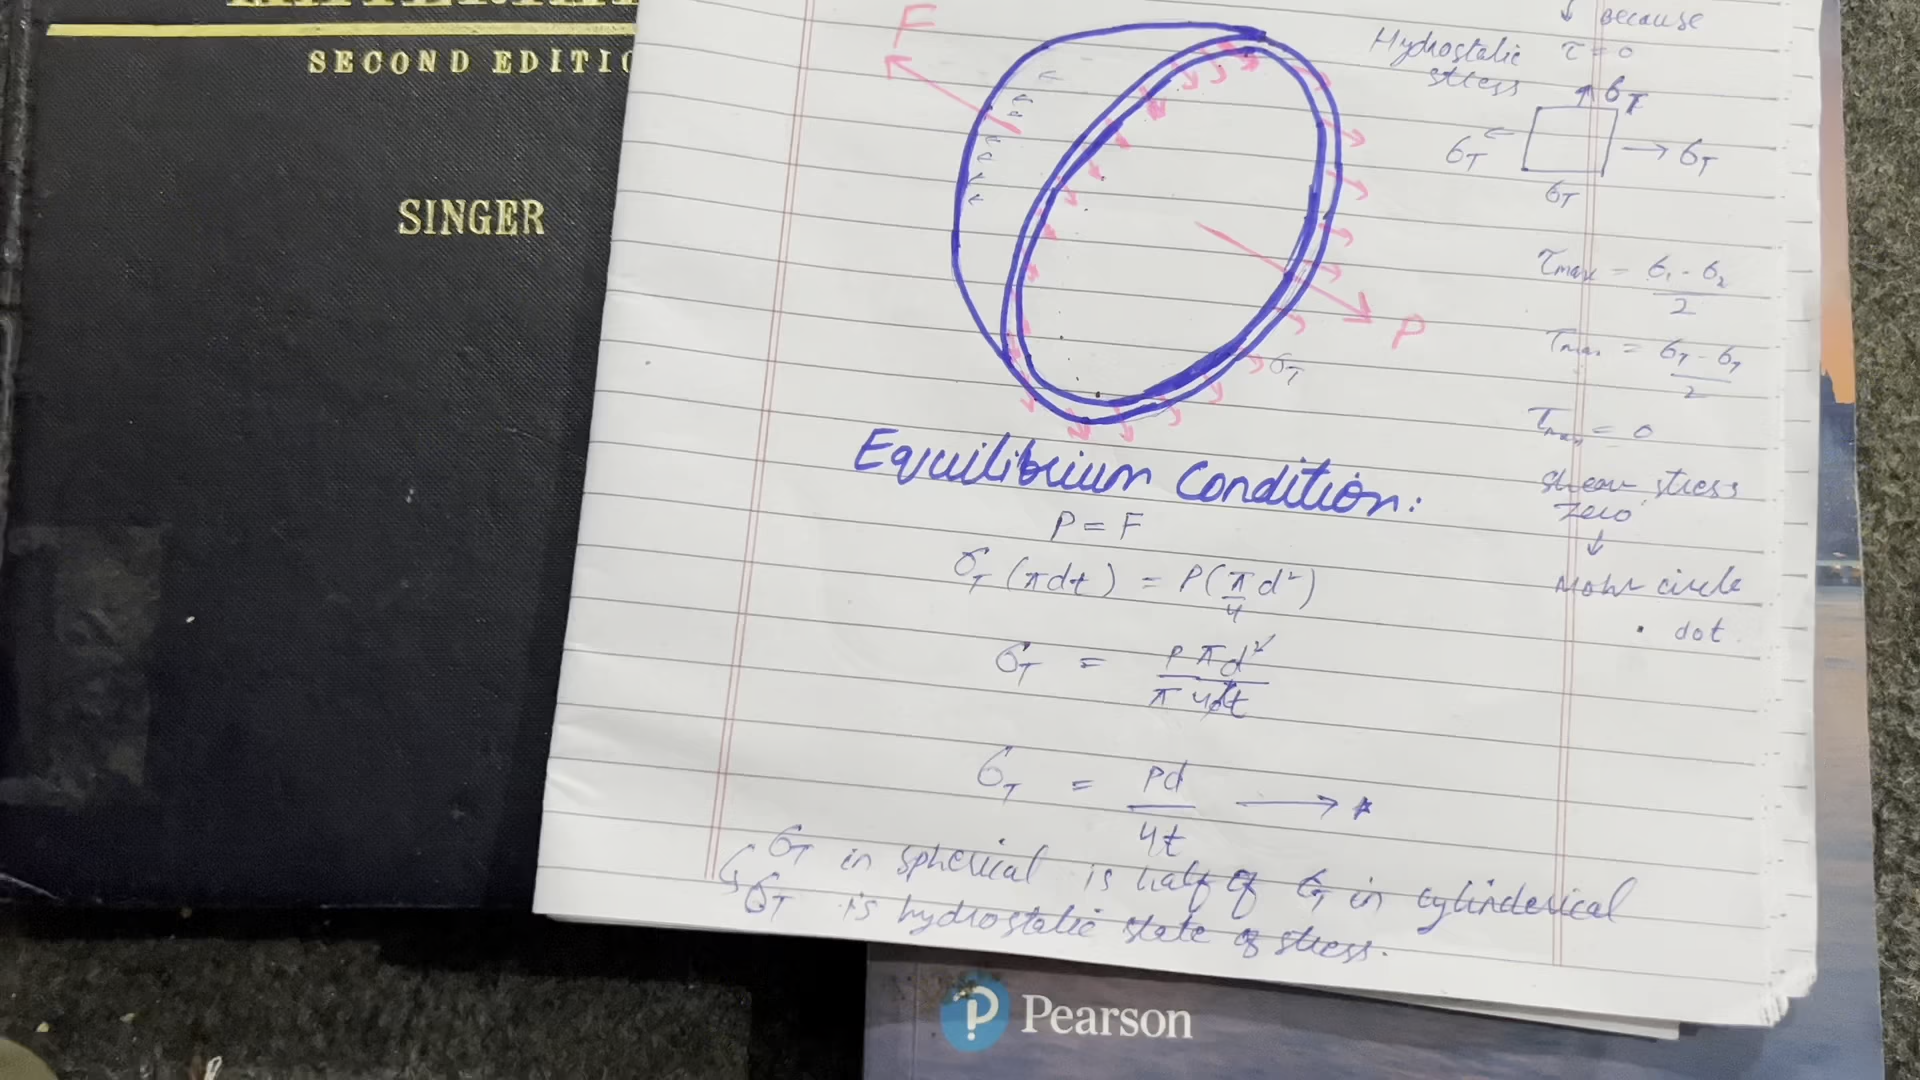 SECOND EDITIO
SINGER
F
P
σT
because
Hydrostatic τ = 0
stress
σT
σT
σT
σT
τmax = σ1 - σ2
2
τmax = σT - σT
2
τmax = 0
shear stress
zero
Mohr circle
. dot.
Equilibrium Condition:
P = F
σT (πdt) = P(π d²)
4
σT = P π d²
π 4dt
σT = Pd
4t
σT in spherical is half of σT in cylinderical
σT is hydrostatic state of stress.
Pearson